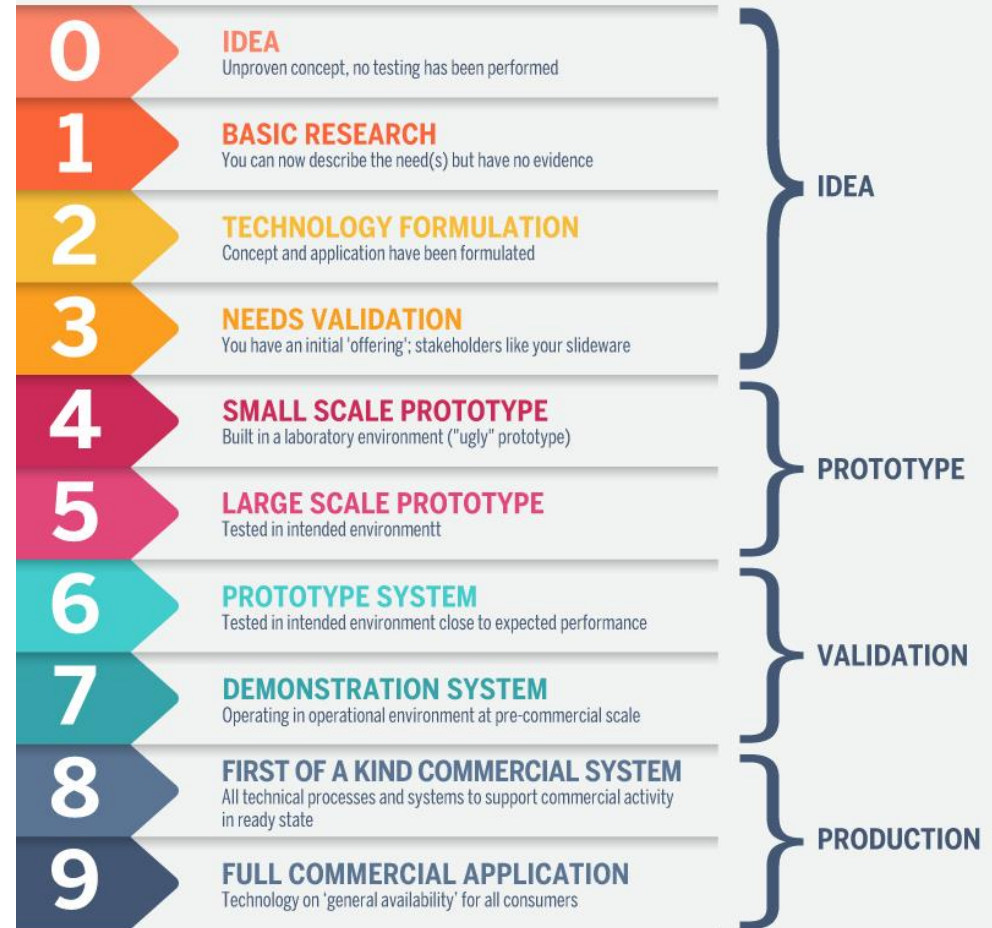 0
IDEA
Unproven concept, no testing has been performed
1
BASIC RESEARCH
You can now describe the need(s) but have no evidence
2
TECHNOLOGY FORMULATION
Concept and application have been formulated
3
NEEDS VALIDATION
You have an initial 'offering'; stakeholders like your slideware
IDEA
4
SMALL SCALE PROTOTYPE
Built in a laboratory environment ("ugly" prototype)
5
LARGE SCALE PROTOTYPE
Tested in intended environmentt
PROTOTYPE
6
PROTOTYPE SYSTEM
Tested in intended environment close to expected performance
7
DEMONSTRATION SYSTEM
Operating in operational environment at pre-commercial scale
VALIDATION
8
FIRST OF A KIND COMMERCIAL SYSTEM
All technical processes and systems to support commercial activity
in ready state
9
FULL COMMERCIAL APPLICATION
Technology on 'general availability' for all consumers
PRODUCTION